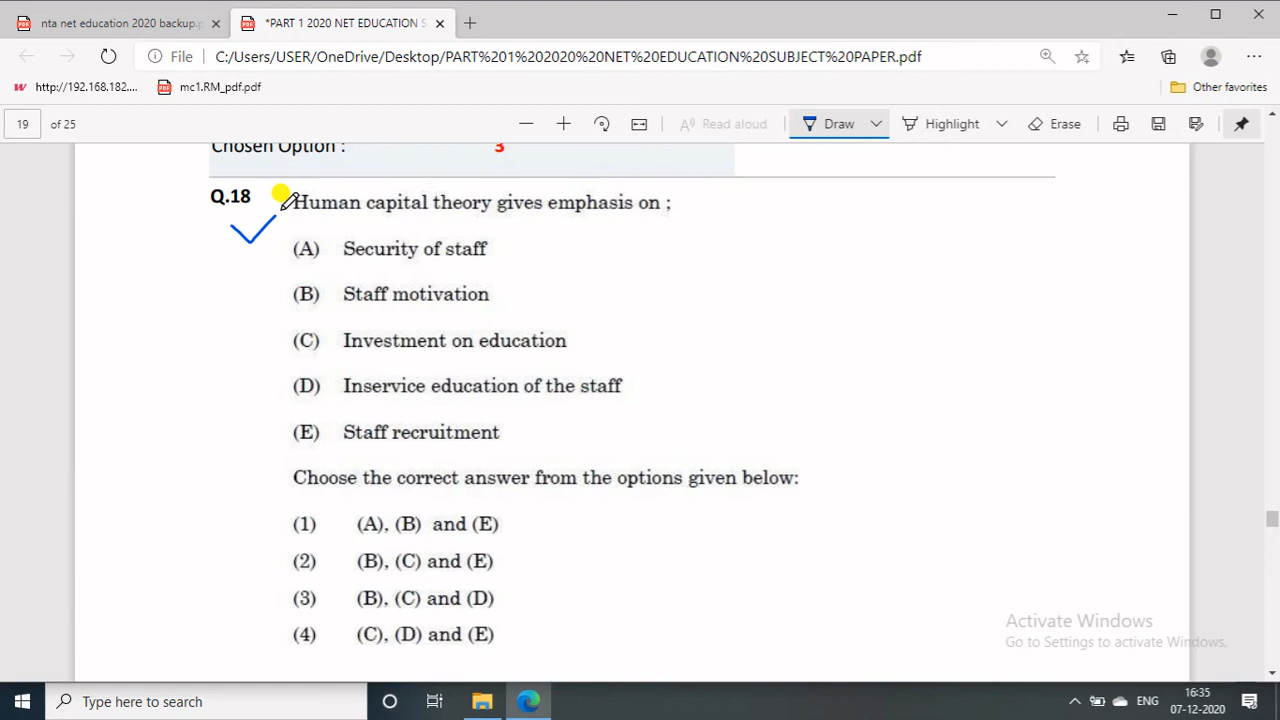 nta net education 2020 backup.p
*PART 1 2020 NET EDUCATION S
File
C:/Users/USER/OneDrive/Desktop/PART%201%202020%20NET%20EDUCATION%20SUBJECT%20PAPER.pdf
http://192.168.182....
mc1.RM_pdf.pdf
Other favorites
19 of 25
Read aloud
Draw
Highlight
Erase
Chosen Option : 3
Q.18 Human capital theory gives emphasis on ;
(A) Security of staff
(B) Staff motivation
(C) Investment on education
(D) Inservice education of the staff
(E) Staff recruitment
Choose the correct answer from the options given below:
(1) (A), (B) and (E)
(2) (B), (C) and (E)
(3) (B), (C) and (D)
(4) (C), (D) and (E)
Activate Windows
Go to Settings to activate Windows.
Type here to search
ENG
16:35
07-12-2020